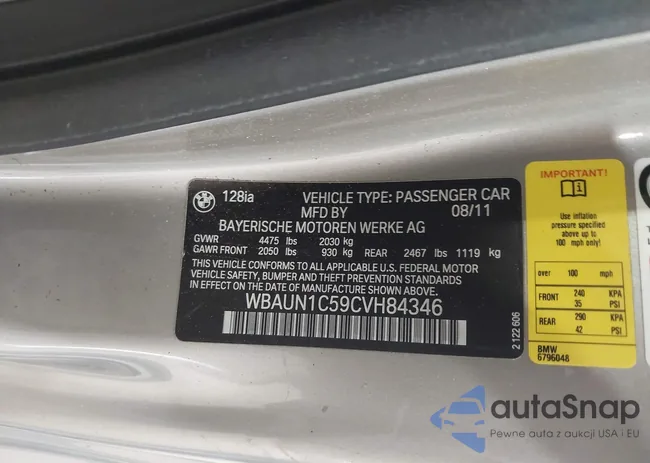 128ia
VEHICLE TYPE: PASSENGER CAR
MFD BY 08/11
BAYERISCHE MOTOREN WERKE AG
GVWR 4475 lbs 2030 kg
GAWR FRONT 2050 lbs 930 kg REAR 2467 lbs 1119 kg
THIS VEHICLE CONFORMS TO ALL APPLICABLE U.S. FEDERAL MOTOR
VEHICLE SAFETY, BUMPER AND THEFT PREVENTION STANDARDS
IN EFFECT ON THE DATE OF MANUFACTURE SHOWN ABOVE.
WBAUN1C59CVH84346
2 122 606
IMPORTANT!
Use inflation
pressure specified
above up to
100 mph only!
over 100 mph
FRONT 240 KPA
35 PSI
REAR 290 KPA
42 PSI
BMW
6796048
autaSnap
Pewne auta z aukcji USA i EU